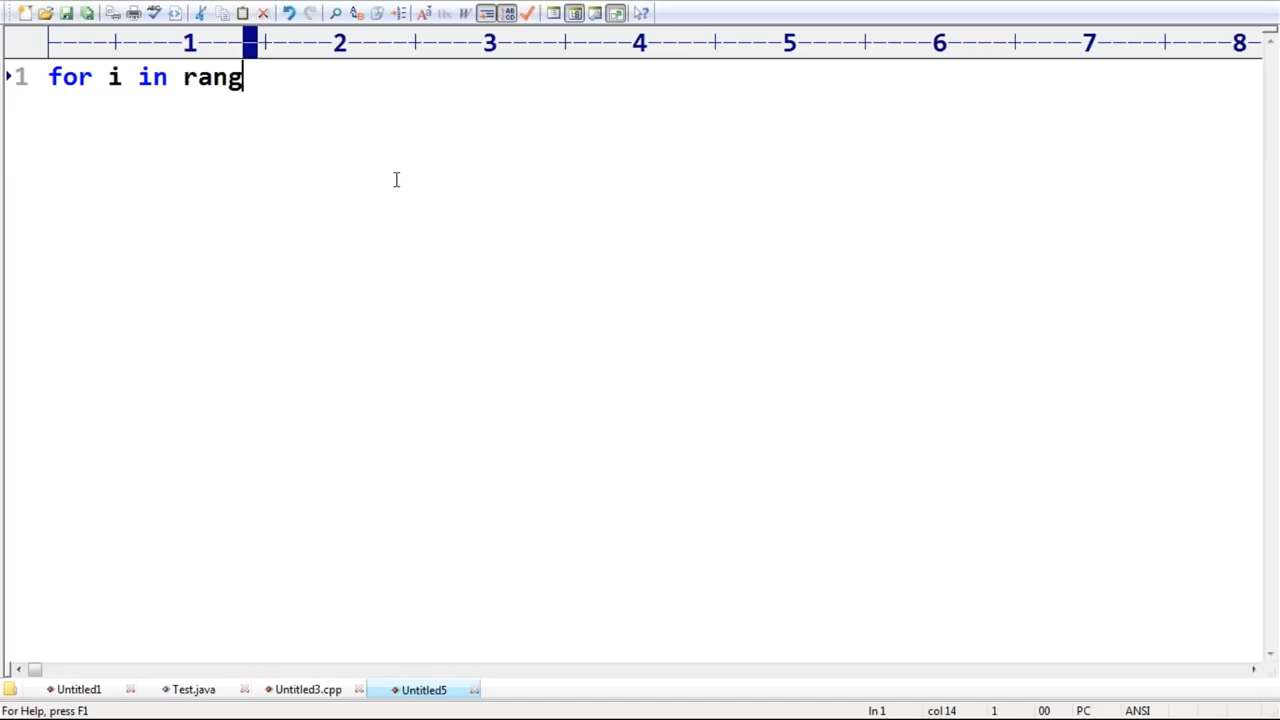 1 2 3 4 5 6 7 8
1 for i in rang
Untitled1 Test.java Untitled3.cpp Untitled5
For Help, press F1 ln 1 col 14 1 00 PC ANSI